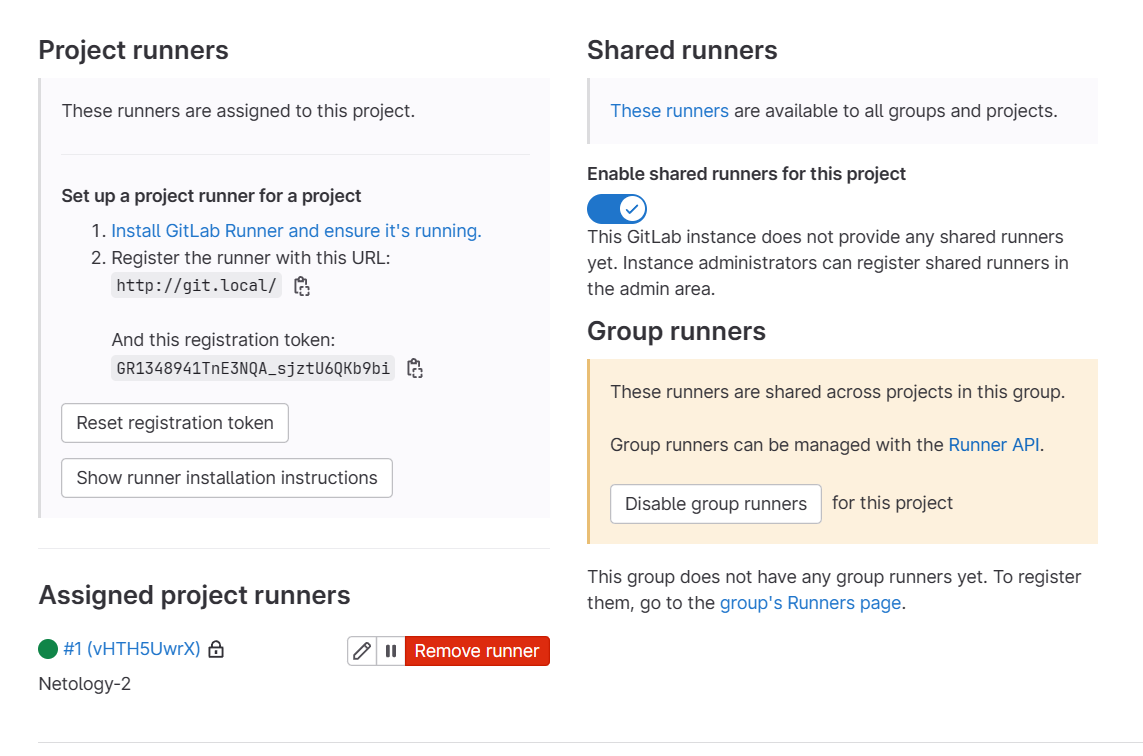 Project runners
These runners are assigned to this project.
Set up a project runner for a project
1. Install GitLab Runner and ensure it's running.
2. Register the runner with this URL:
http://git.local/
And this registration token:
GR1348941TnE3NQA_sjztU6QKb9bi
Reset registration token
Show runner installation instructions
Assigned project runners
#1 (vHTH5UwrX)
Remove runner
Netology-2
Shared runners
These runners are available to all groups and projects.
Enable shared runners for this project
This GitLab instance does not provide any shared runners
yet. Instance administrators can register shared runners in
the admin area.
Group runners
These runners are shared across projects in this group.
Group runners can be managed with the Runner API.
Disable group runners for this project
This group does not have any group runners yet. To register
them, go to the group's Runners page.